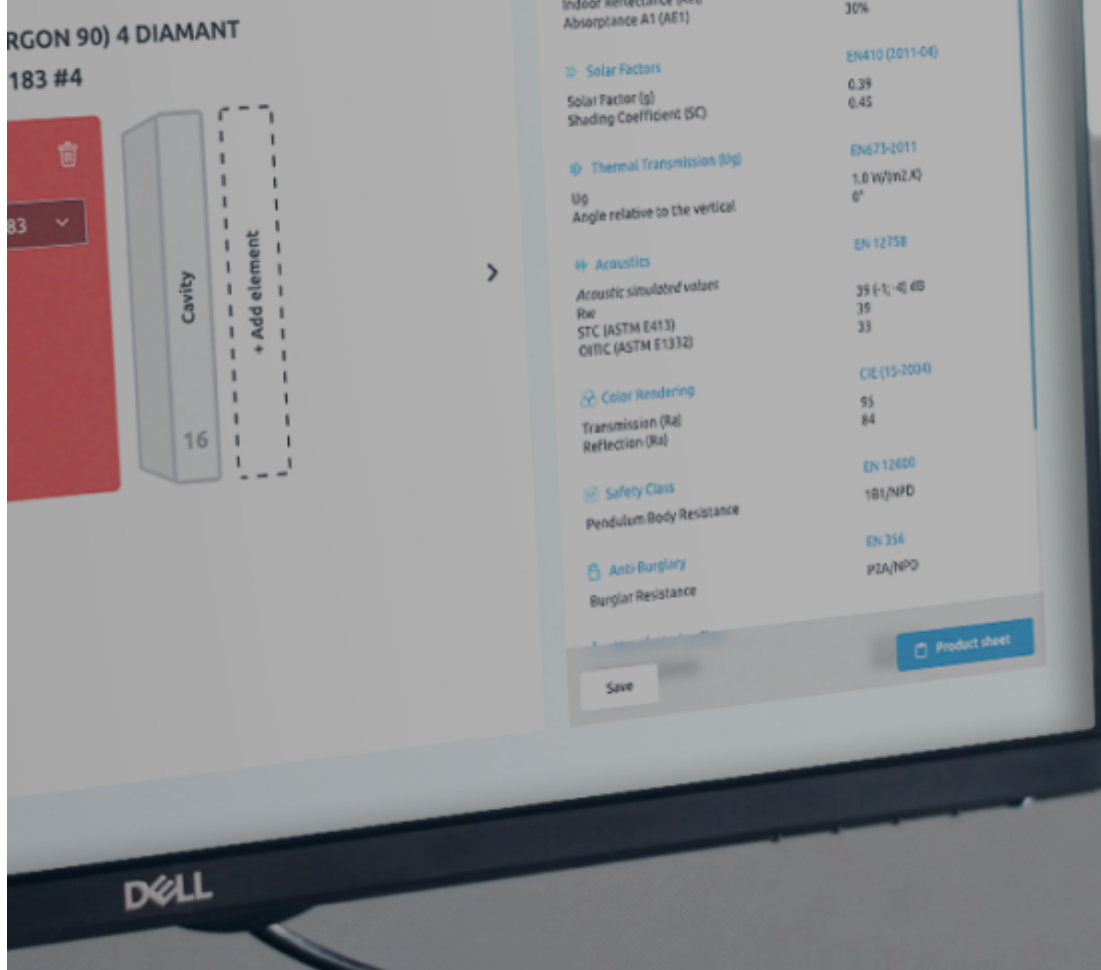 RGON 90) 4 DIAMANT
183 #4
83
Cavity
16
+ Add element
Indoor Reflectance
Absorptance A1 (AE1)
30%
Solar Factors
EN410 (2011-04)
Solar Factor (g)
0.39
Shading Coefficient (SC)
0.45
Thermal Transmission (Ug)
EN673-2011
Ug
1.0 W/(m2.K)
Angle relative to the vertical
0°
Acoustics
EN 12758
Acoustic simulated values
Rw
39 (-1; -4) dB
STC (ASTM E413)
39
OITC (ASTM E1332)
33
Color Rendering
CIE (15-2004)
Transmission (Ra)
95
Reflection (Ra)
84
Safety Class
EN 12600
Pendulum Body Resistance
1B1/NPD
Anti-Burglary
EN 356
Burglar Resistance
P2A/NPD
Save
Product sheet
DELL